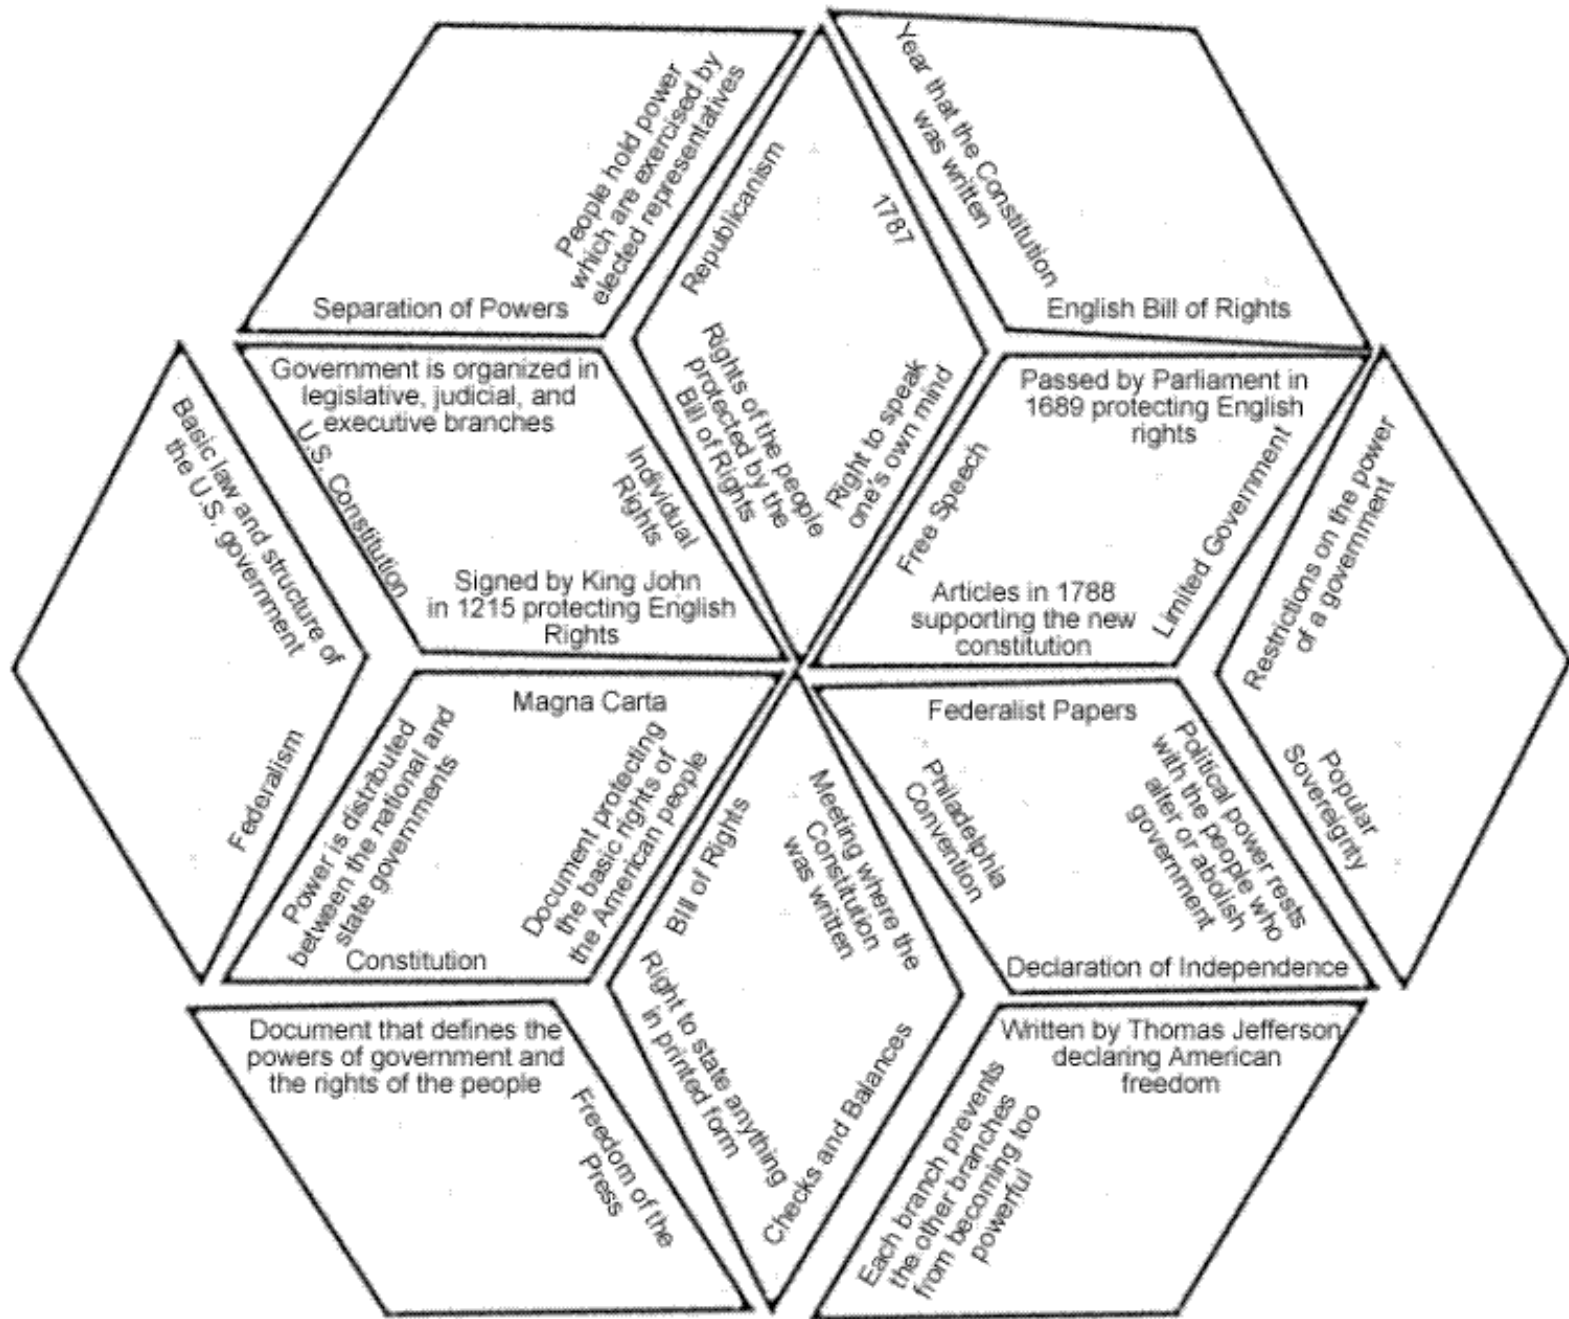 People hold power
which are exercised by
elected representatives
Separation of Powers
Republicanism
1787
Rights of the people
protected by the
Bill of Rights
Right to speak
one's own mind
Year that the Constitution
was written
English Bill of Rights
Government is organized in
legislative, judicial, and
executive branches
U.S. Constitution
Individual
Rights
Signed by King John
in 1215 protecting English
Rights
Passed by Parliament in
1689 protecting English
rights
Free Speech
Limited Government
Articles in 1788
supporting the new
constitution
Basic law and structure of
the U.S. government
Federalism
Restrictions on the power
of a government
Popular
Sovereignty
Magna Carta
Power is distributed
between the national and
state governments
Document protecting
the basic rights of
the American people
Constitution
Bill of Rights
Meeting where the
Constitution
was written
Right to state anything
in printed form
Checks and Balances
Federalist Papers
Philadelphia
Convention
Political power rests
with the people who
alter or abolish
government
Declaration of Independence
Document that defines the
powers of government and
the rights of the people
Freedom of the
Press
Written by Thomas Jefferson
declaring American
freedom
Each branch prevents
the other branches
from becoming too
powerful